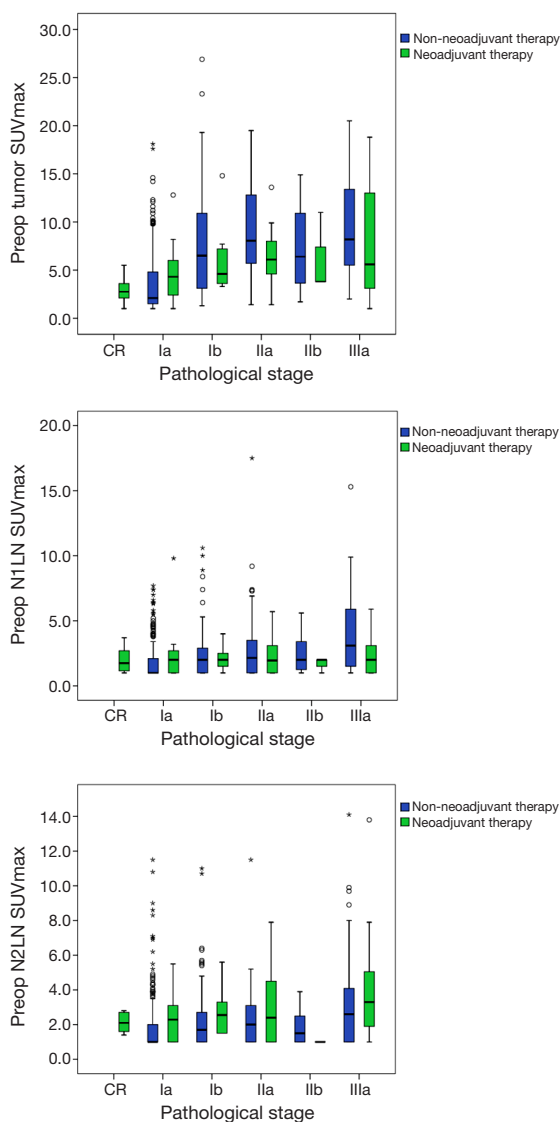 30.0
25.0
20.0
15.0
10.0
5.0
0.0
Preop tumor SUVmax
Non-neoadjuvant therapy
Neoadjuvant therapy
CR Ia Ib IIa IIb IIIa
Pathological stage
20.0
15.0
10.0
5.0
0.0
Preop N1LN SUVmax
Non-neoadjuvant therapy
Neoadjuvant therapy
CR Ia Ib IIa IIb IIIa
Pathological stage
14.0
12.0
10.0
8.0
6.0
4.0
2.0
0.0
Preop N2LN SUVmax
Non-neoadjuvant therapy
Neoadjuvant therapy
CR Ia Ib IIa IIb IIIa
Pathological stage